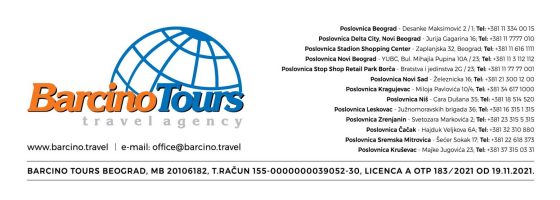 BarcinoTours
travel agency
www.barcino.travel | e-mail: office@barcino.travel
Poslovnica Beograd - Desanke Maksimović 2 / 1; Tel: +381 11 334 00 15
Poslovnica Delta City, Novi Beograd - Jurija Gagarina 16; Tel: +381 11 7777 010
Poslovnica Stadion Shopping Center - Zaplanjska 32, Beograd; Tel: +381 11 616 1111
Poslovnica Novi Beograd - YUBC, Bul. Mihajla Pupina 10A / 23; Tel: +381 11 3 112 112
Poslovnica Stop Shop Retail Park Borča - Bratstva i jedinstva 2G / 23; Tel: +381 11 77 77 001
Poslovnica Novi Sad - Železnička 16; Tel: +381 21 300 12 00
Poslovnica Kragujevac - Miloja Pavlovića 10/4; Tel: +381 34 617 1000
Poslovnica Niš - Cara Dušana 35; Tel: +381 18 514 520
Poslovnica Leskovac - Južnomoravskih brigada 36, Tel: +381 16 315 1 315
Poslovnica Zrenjanin - Svetozara Markovića 2; Tel: +381 23 315 5 315
Poslovnica Čačak - Hajduk Veljkova 6A; Tel: +381 32 310 880
Poslovnica Sremska Mitrovica - Šećer Sokak 17; Tel: +381 22 618 373
Poslovnica Kruševac - Majke Jugovića 23; Tel: +381 37 315 03 31
BARCINO TOURS BEOGRAD, MB 20106182, T.RAČUN 155-0000000039052-30, LICENCA A OTP 183/2021 OD 19.11.2021.